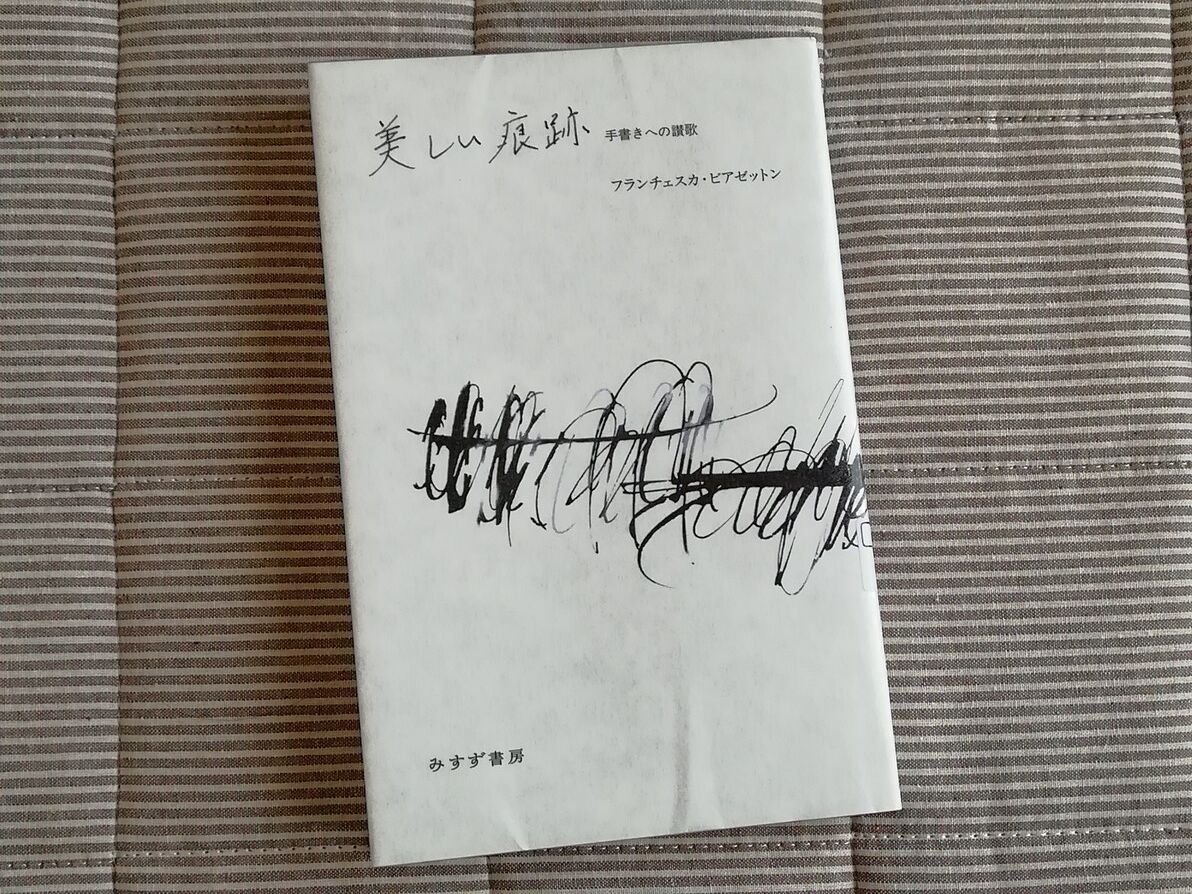 美しい痕跡 手書きへの讃歌
フランチェスカ・ビアゼットン
みすず書房